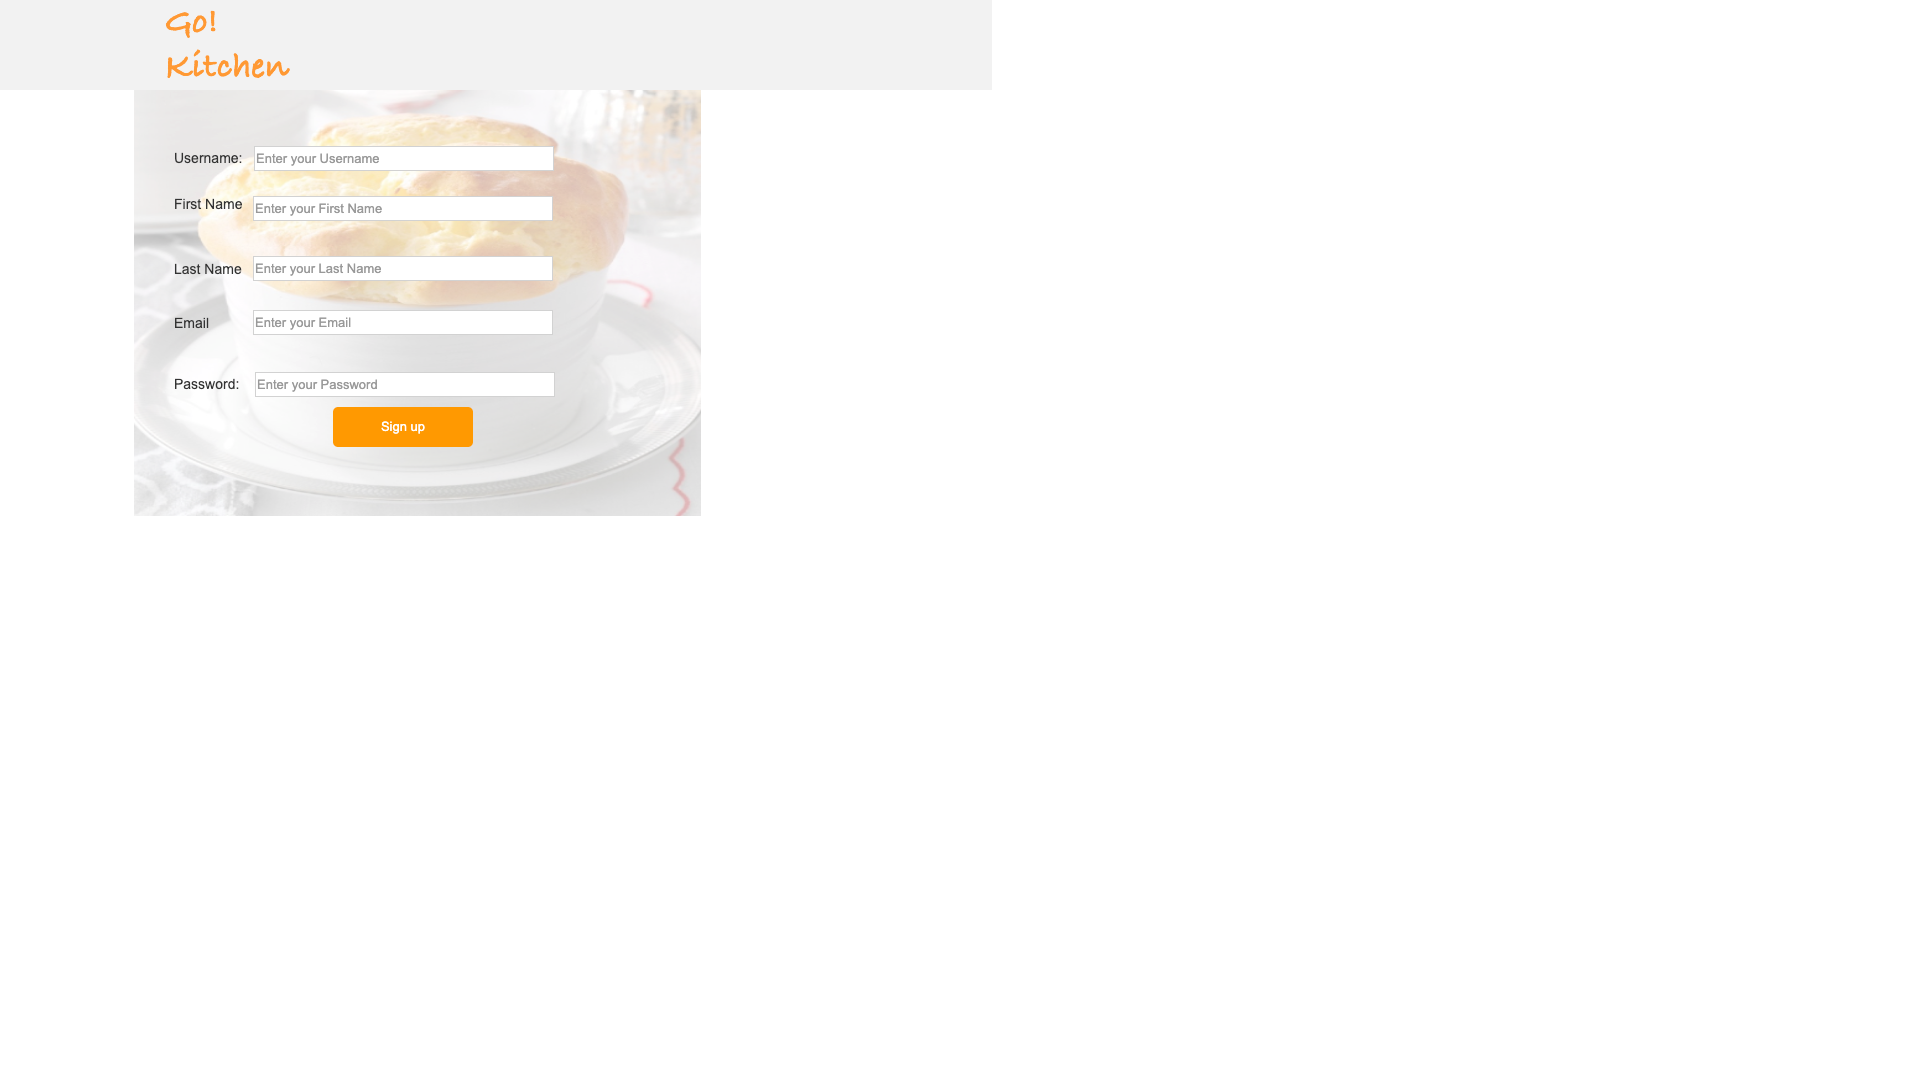 Go!
Kitchen
Username: Enter your Username
First Name Enter your First Name
Last Name Enter your Last Name
Email Enter your Email
Password: Enter your Password
Sign up